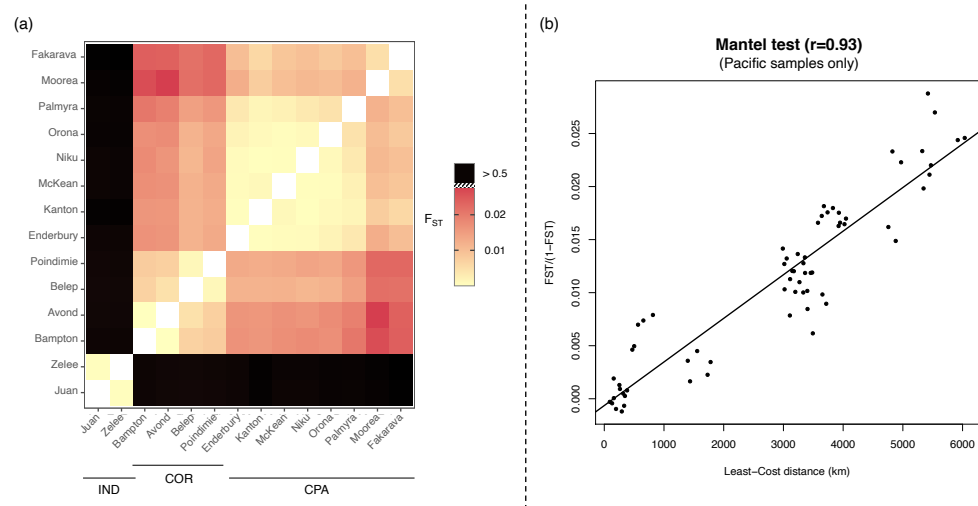 (a)
Fakarava
Moorea
Palmyra
Orona
Niku
McKean
Kanton
Enderbury
Poindimie
Belep
Avond
Bampton
Zelee
Juan
Juan
Zelee
Bampton
Avond
Belep
Poindimie
Enderbury
Kanton
McKean
Niku
Orona
Palmyra
Moorea
Fakarava
IND
COR
CPA
FST
> 0.5
0.02
0.01
(b)
Mantel test (r=0.93)
(Pacific samples only)
FST/(1−FST)
0.025
0.020
0.015
0.010
0.005
0.000
0 1000 2000 3000 4000 5000 6000
Least−Cost distance (km)